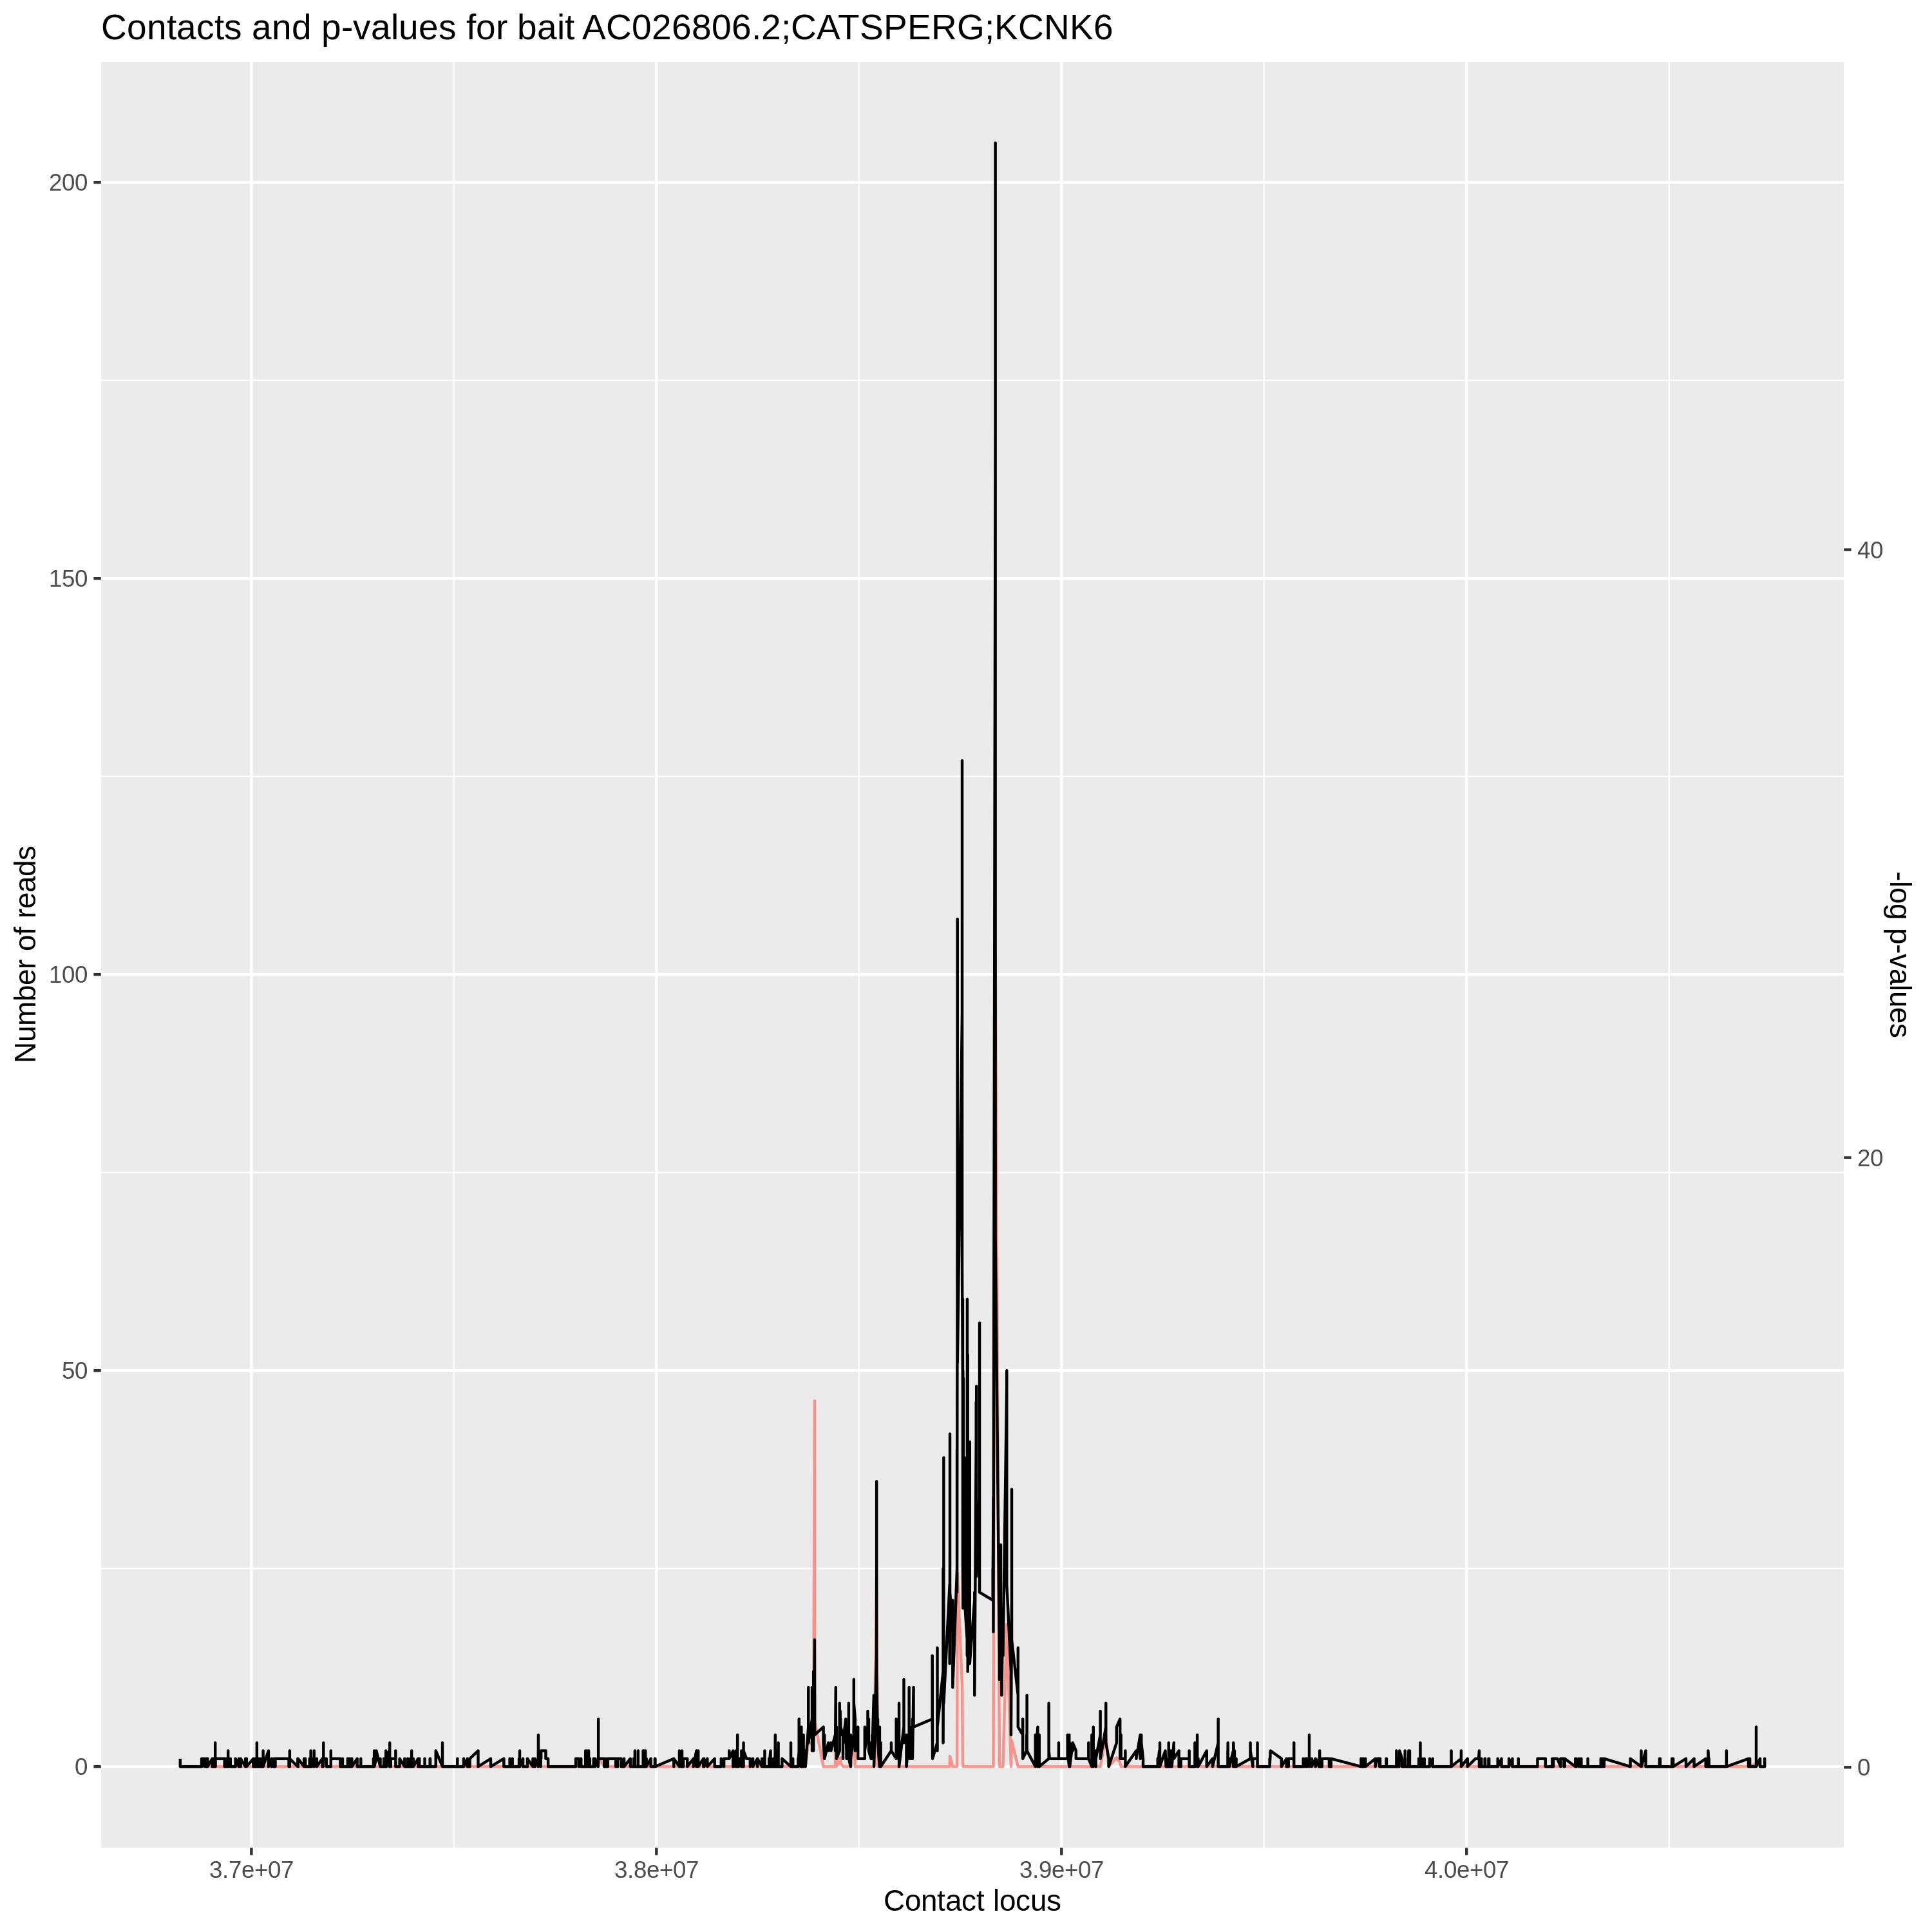 Contacts and p-values for bait AC026806.2;CATSPERG;KCNK6
200
150
100
50
0
Number of reads
40
20
0
-log p-values
3.7e+07
3.8e+07
3.9e+07
4.0e+07
Contact locus